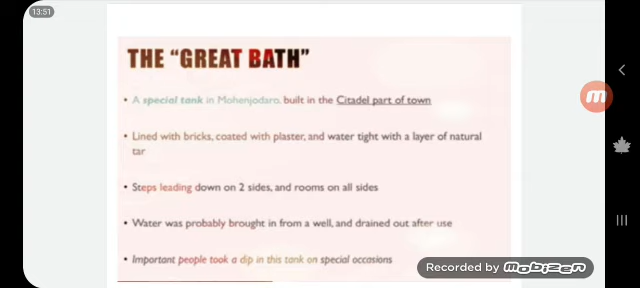 13:51
THE “GREAT BATH”
• A special tank in Mohenjodaro, built in the Citadel part of town
• Lined with bricks, coated with plaster, and water tight with a layer of natural
tar
• Steps leading down on 2 sides, and rooms on all sides
• Water was probably brought in from a well, and drained out after use
• Important people took a dip in this tank on special occasions
Recorded by mobizen